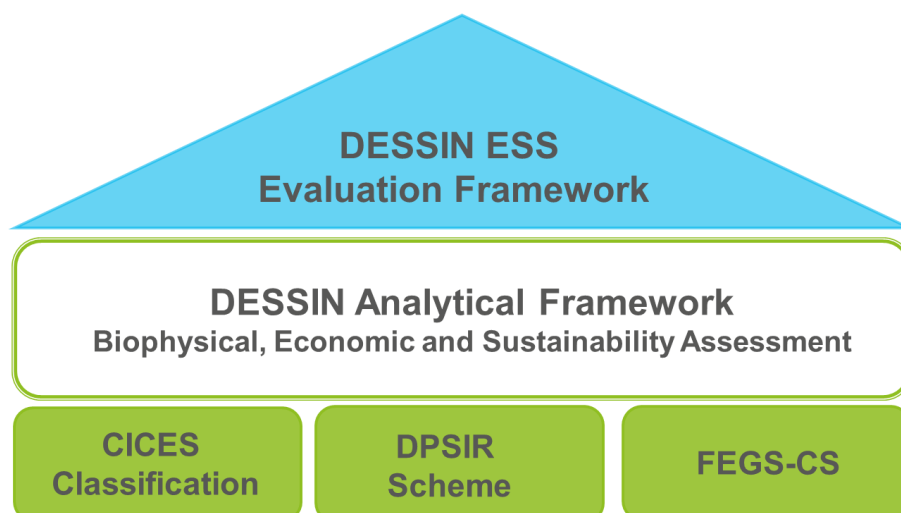 DESSIN ESS
Evaluation Framework
DESSIN Analytical Framework
Biophysical, Economic and Sustainability Assessment
CICES
Classification
DPSIR
Scheme
FEGS-CS